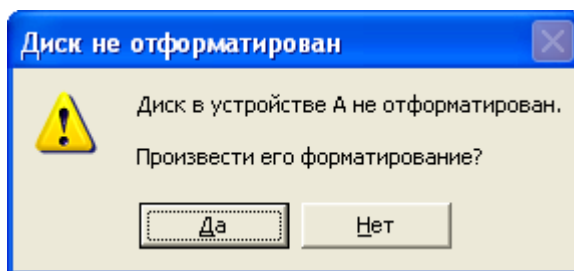 Диск не отформатирован
Диск в устройстве A не отформатирован.
Произвести его форматирование?
Да
Нет